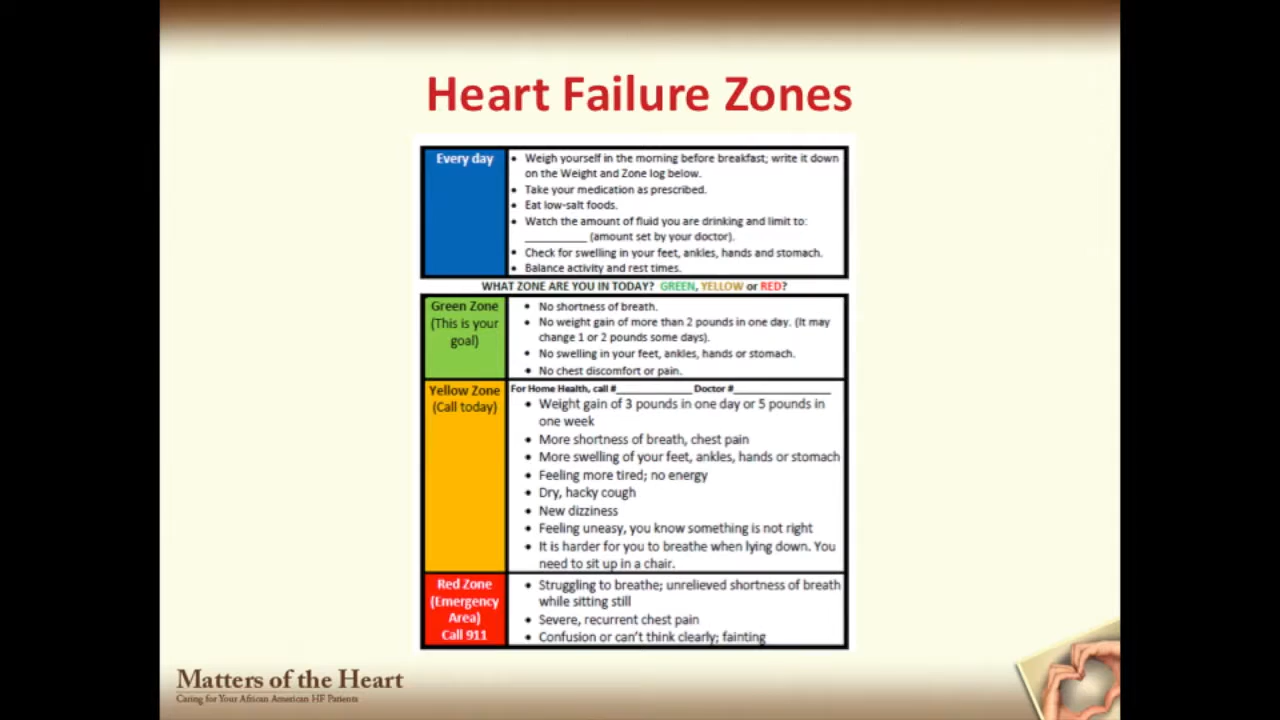 Heart Failure Zones
Every day
• Weigh yourself in the morning before breakfast; write it down
on the Weight and Zone log below.
• Take your medication as prescribed.
• Eat low-salt foods.
• Watch the amount of fluid you are drinking and limit to:
__________ (amount set by your doctor).
• Check for swelling in your feet, ankles, hands and stomach.
• Balance activity and rest times.
WHAT ZONE ARE YOU IN TODAY? GREEN, YELLOW or RED?
Green Zone
(This is your
goal)
• No shortness of breath.
• No weight gain of more than 2 pounds in one day. (It may
change 1 or 2 pounds some days).
• No swelling in your feet, ankles, hands or stomach.
• No chest discomfort or pain.
Yellow Zone
(Call today)
For Home Health, call #______________ Doctor #__________________
• Weight gain of 3 pounds in one day or 5 pounds in
one week
• More shortness of breath, chest pain
• More swelling of your feet, ankles, hands or stomach
• Feeling more tired; no energy
• Dry, hacky cough
• New dizziness
• Feeling uneasy, you know something is not right
• It is harder for you to breathe when lying down. You
need to sit up in a chair.
Red Zone
(Emergency
Area)
Call 911
• Struggling to breathe; unrelieved shortness of breath
while sitting still
• Severe, recurrent chest pain
• Confusion or can't think clearly; fainting
Matters of the Heart
Caring for Your African American HF Patients